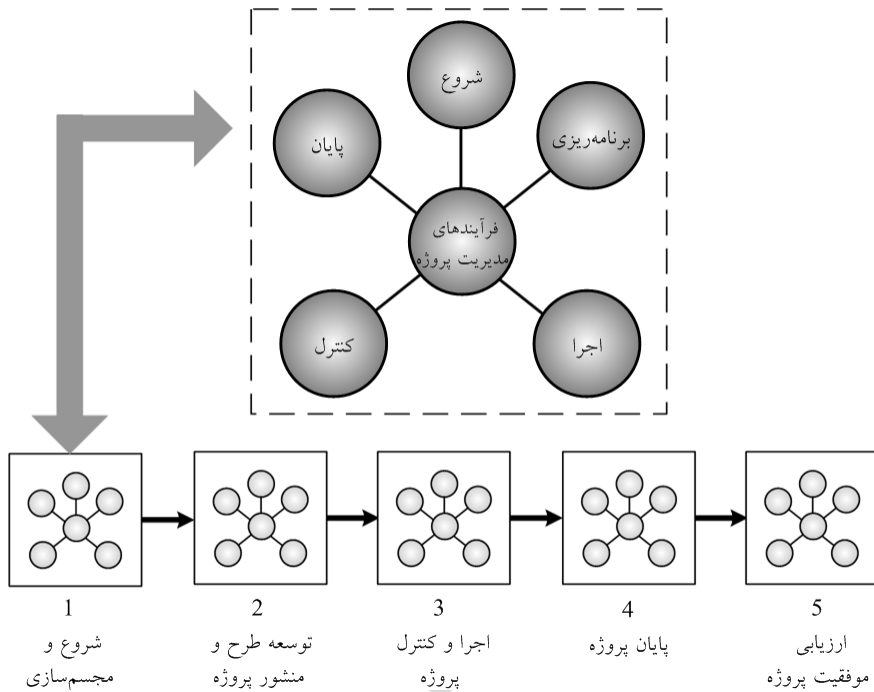 شروع
برنامه‌ریزی
پایان
فرآیندهای
مدیریت پروژه
کنترل
اجرا
1
شروع و
مجسم‌سازی
2
توسعه طرح و
منشور پروژه
3
اجرا و کنترل
پروژه
4
پایان پروژه
5
ارزیابی
موفقیت پروژه